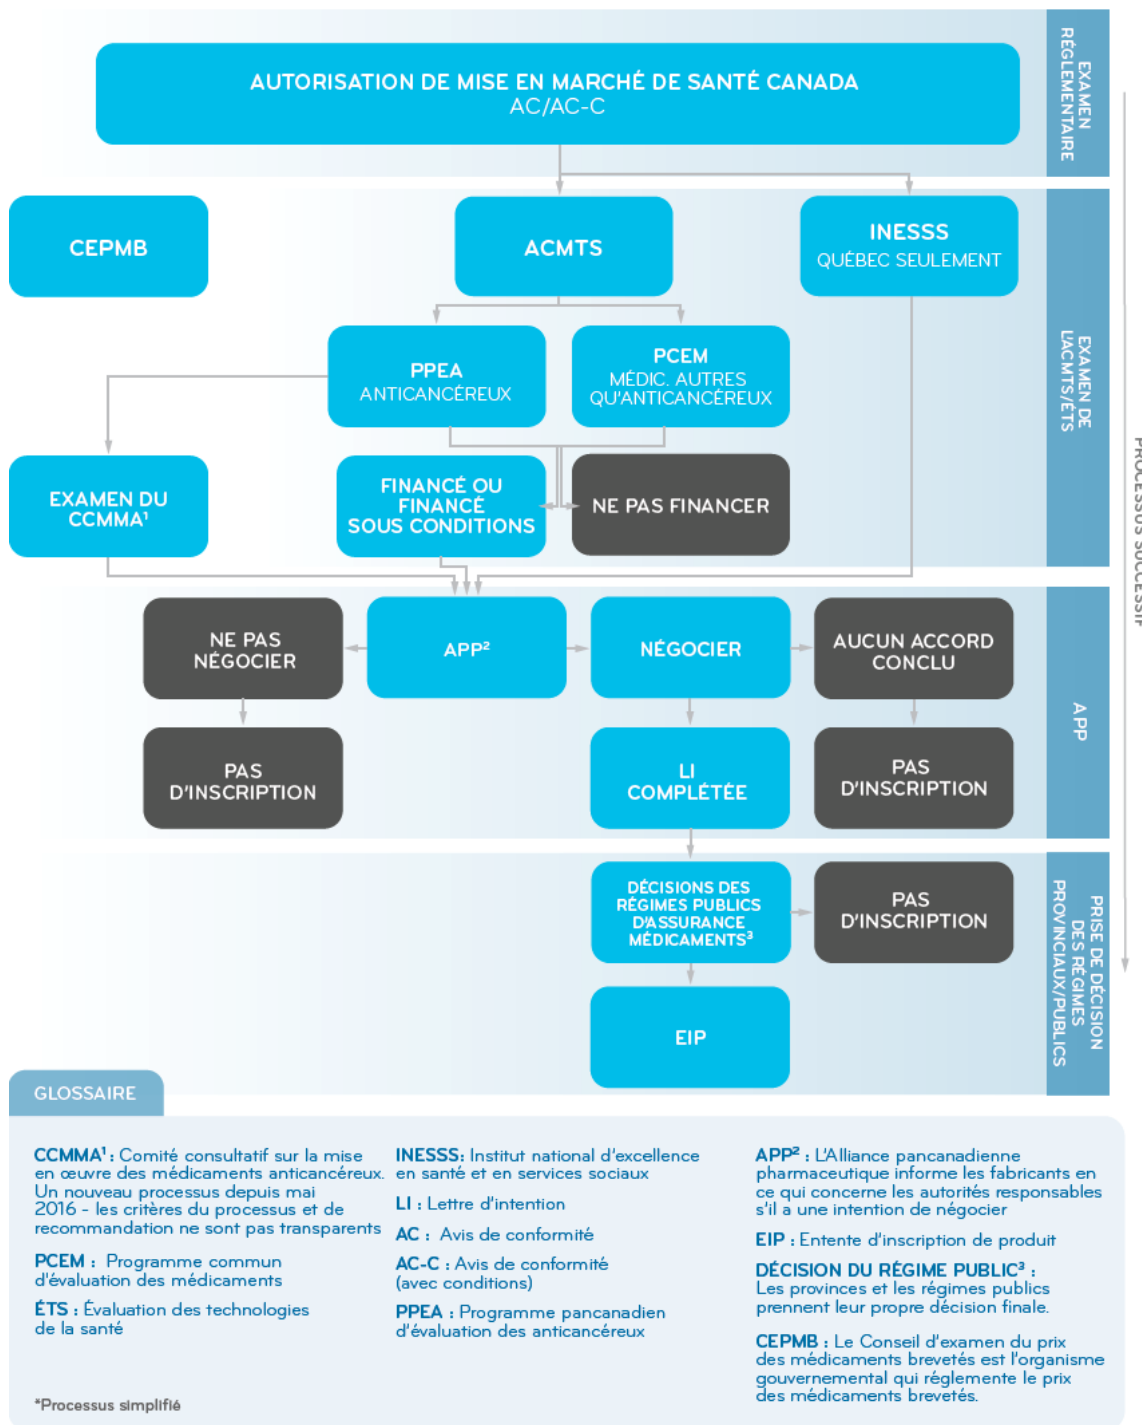 AUTORISATION DE MISE EN MARCHÉ DE SANTÉ CANADA
AC/AC-C
EXAMEN
RÉGLEMENTAIRE
CEPMB
ACMTS
INESSS
QUÉBEC SEULEMENT
PPEA
ANTICANCÉREUX
PCEM
MÉDIC. AUTRES
QU'ANTICANCÉREUX
EXAMEN DE
L'ACMTS/ÉTS
EXAMEN DU
CCMMA¹
FINANCÉ OU
FINANCÉ
SOUS CONDITIONS
NE PAS FINANCER
PROCESSUS SUCCESSIF
NE PAS
NÉGOCIER
APP²
NÉGOCIER
AUCUN ACCORD
CONCLU
APP
PAS
D'INSCRIPTION
LI
COMPLÉTÉE
PAS
D'INSCRIPTION
DÉCISIONS DES
RÉGIMES PUBLICS
D'ASSURANCE
MÉDICAMENTS³
PAS
D'INSCRIPTION
PRISE DE DÉCISION
DES RÉGIMES
PROVINCIAUX/PUBLICS
EIP
GLOSSAIRE
CCMMA¹ : Comité consultatif sur la mise
en œuvre des médicaments anticancéreux.
Un nouveau processus depuis mai
2016 - les critères du processus et de
recommandation ne sont pas transparents
PCEM : Programme commun
d'évaluation des médicaments
ÉTS : Évaluation des technologies
de la santé
INESSS: Institut national d'excellence
en santé et en services sociaux
LI : Lettre d'intention
AC : Avis de conformité
AC-C : Avis de conformité
(avec conditions)
PPEA : Programme pancanadien
d'évaluation des anticancéreux
APP² : L'Alliance pancanadienne
pharmaceutique informe les fabricants en
ce qui concerne les autorités responsables
s'il a une intention de négocier
EIP : Entente d'inscription de produit
DÉCISION DU RÉGIME PUBLIC³ :
Les provinces et les régimes publics
prennent leur propre décision finale.
CEPMB : Le Conseil d'examen du prix
des médicaments brevetés est l'organisme
gouvernemental qui réglemente le prix
des médicaments brevetés.
*Processus simplifié